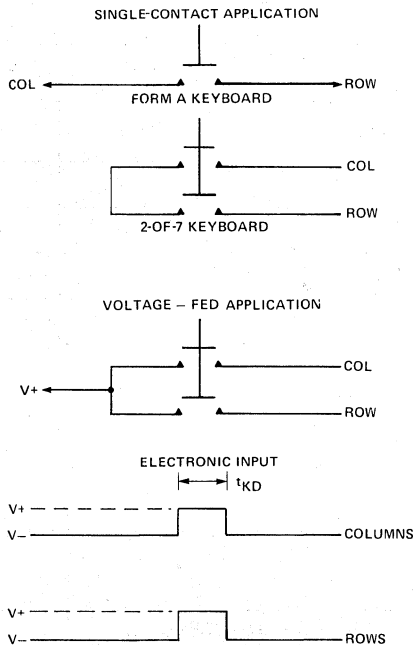 SINGLE-CONTACT APPLICATION
COL
ROW
FORM A KEYBOARD
COL
ROW
2-OF-7 KEYBOARD
VOLTAGE – FED APPLICATION
COL
V+
ROW
ELECTRONIC INPUT
tKD
V+
V–
COLUMNS
V+
V–
ROWS